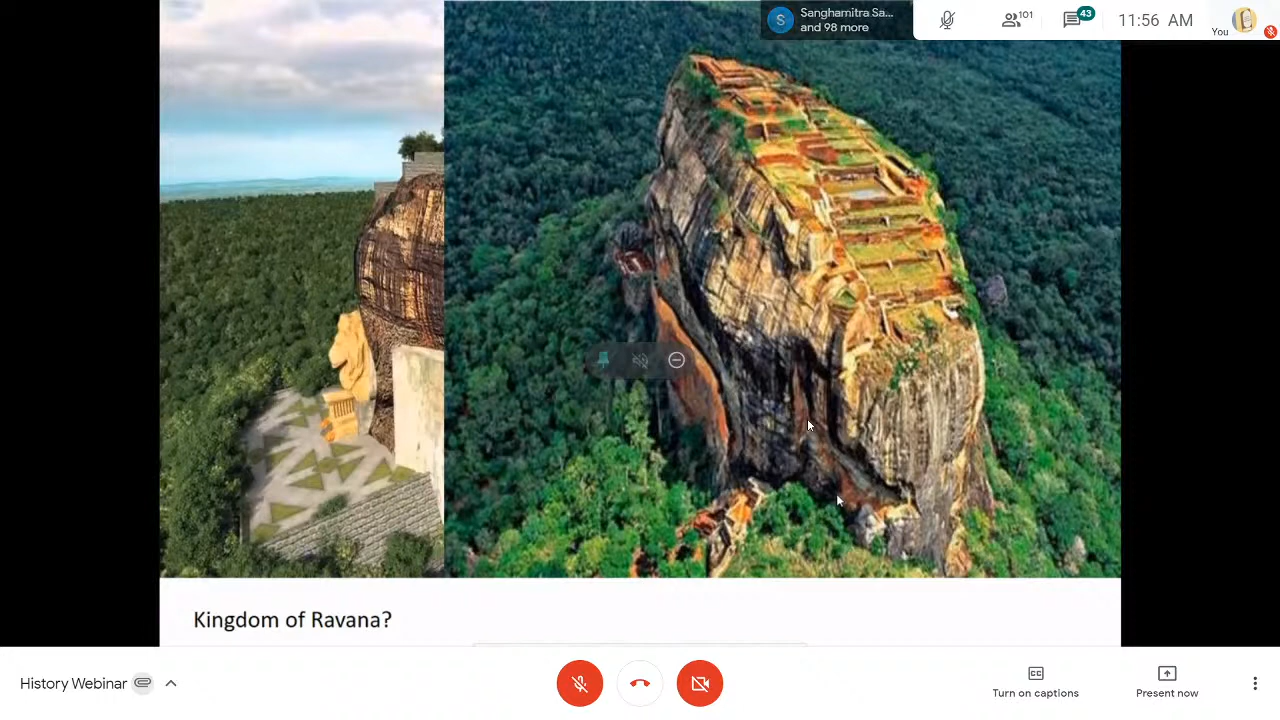 Sanghamitra Sa...
and 98 more
S
101
43
11:56 AM
You
Kingdom of Ravana?
History Webinar
CC
Turn on captions
Present now